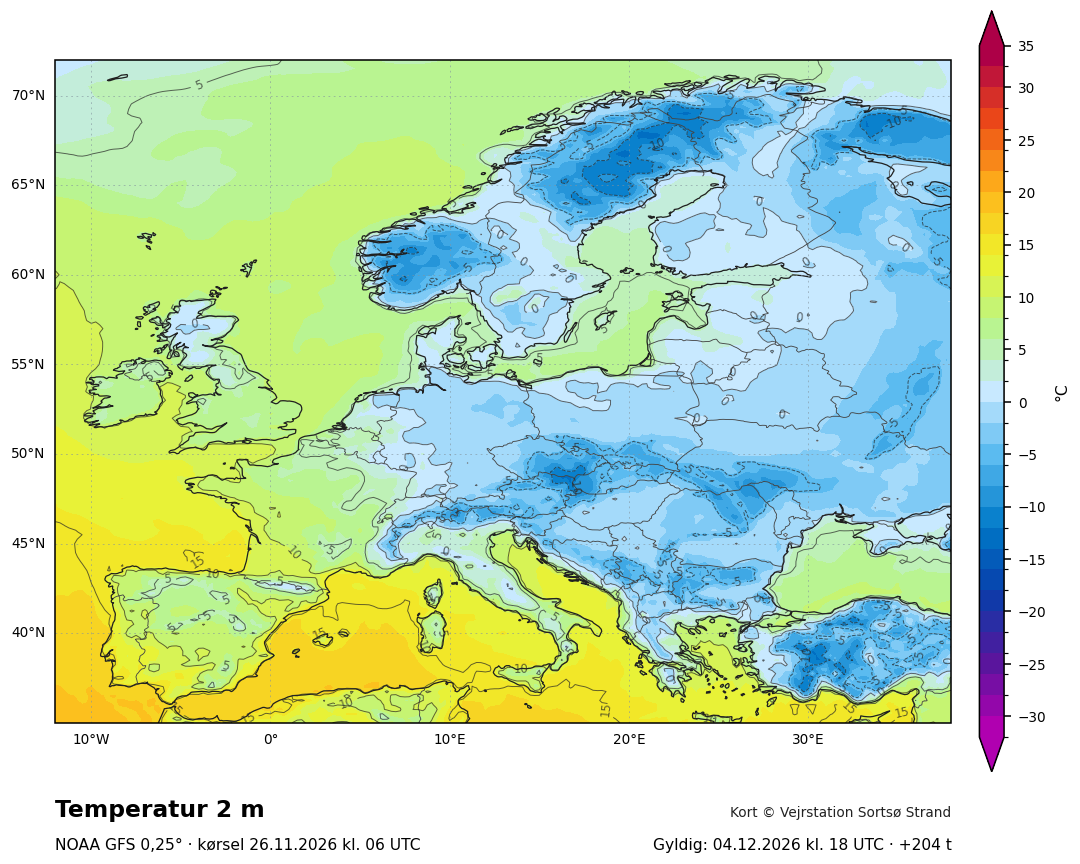 35
30
25
20
15
10
5
0
−5
−10
−15
−20
−25
−30
°C
70°N
65°N
60°N
55°N
50°N
45°N
40°N
10°W 0° 10°E 20°E 30°E
Temperatur 2 m
Kort © Vejrstation Sortsø Strand
NOAA GFS 0,25° · kørsel 26.11.2026 kl. 06 UTC
Gyldig: 04.12.2026 kl. 18 UTC · +204 t